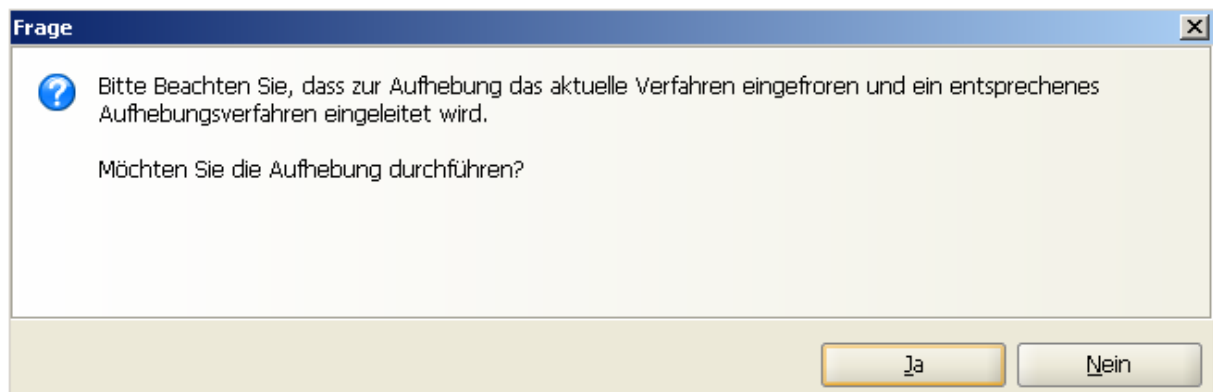 Frage
Bitte Beachten Sie, dass zur Aufhebung das aktuelle Verfahren eingefroren und ein entsprechenes
Aufhebungsverfahren eingeleitet wird.
Möchten Sie die Aufhebung durchführen?
Ja
Nein